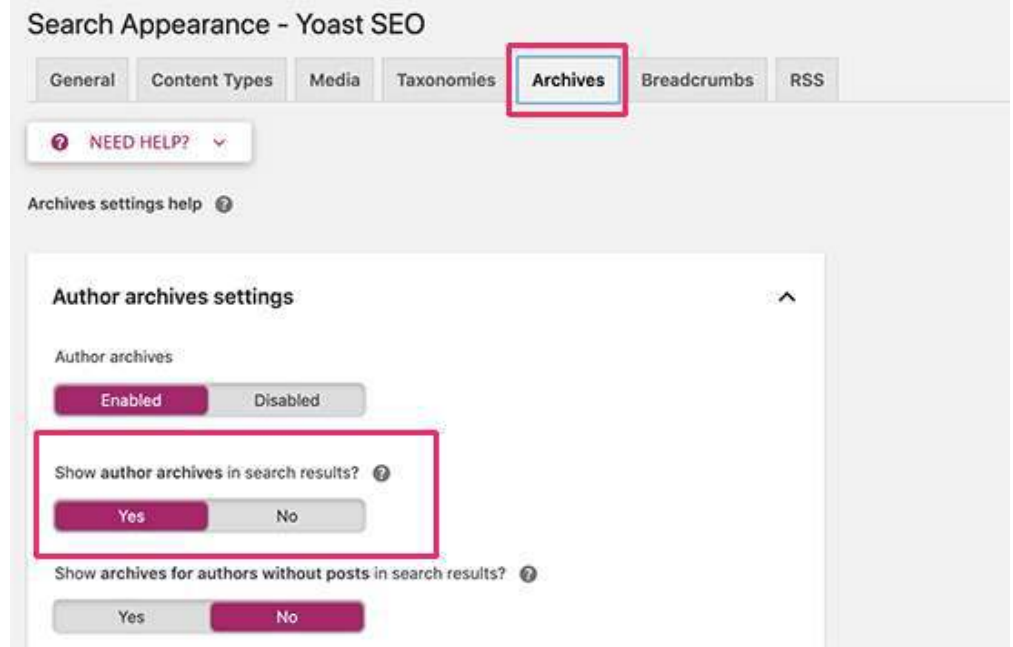 Search Appearance - Yoast SEO
General Content Types Media Taxonomies Archives Breadcrumbs RSS
NEED HELP?
Archives settings help
Author archives settings
Author archives
Enabled Disabled
Show author archives in search results?
Yes No
Show archives for authors without posts in search results?
Yes No